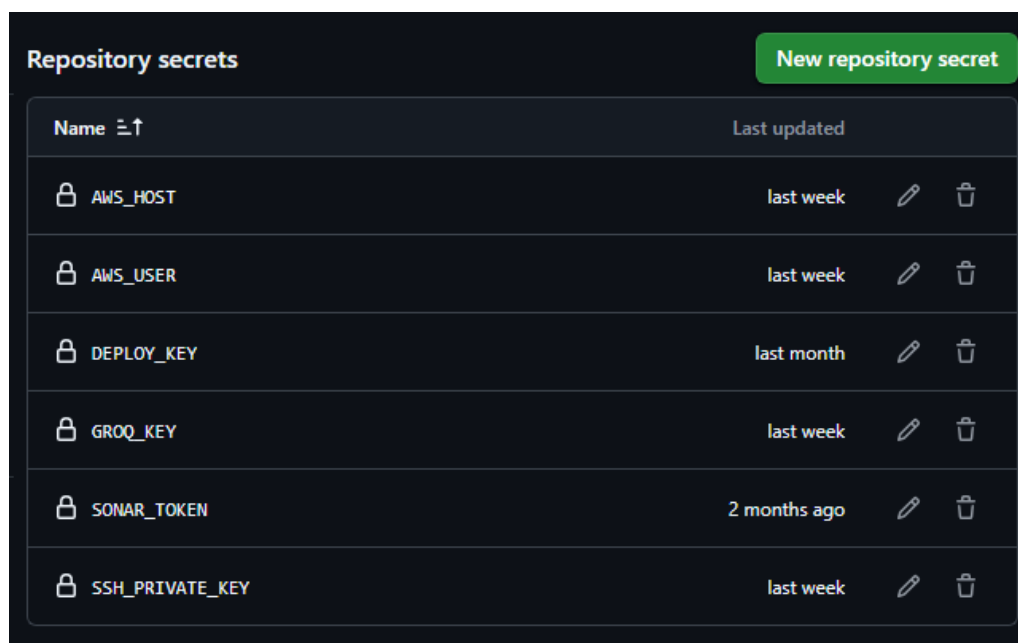 Repository secrets
New repository secret
Name
Last updated
AWS_HOST last week
AWS_USER last week
DEPLOY_KEY last month
GROQ_KEY last week
SONAR_TOKEN 2 months ago
SSH_PRIVATE_KEY last week